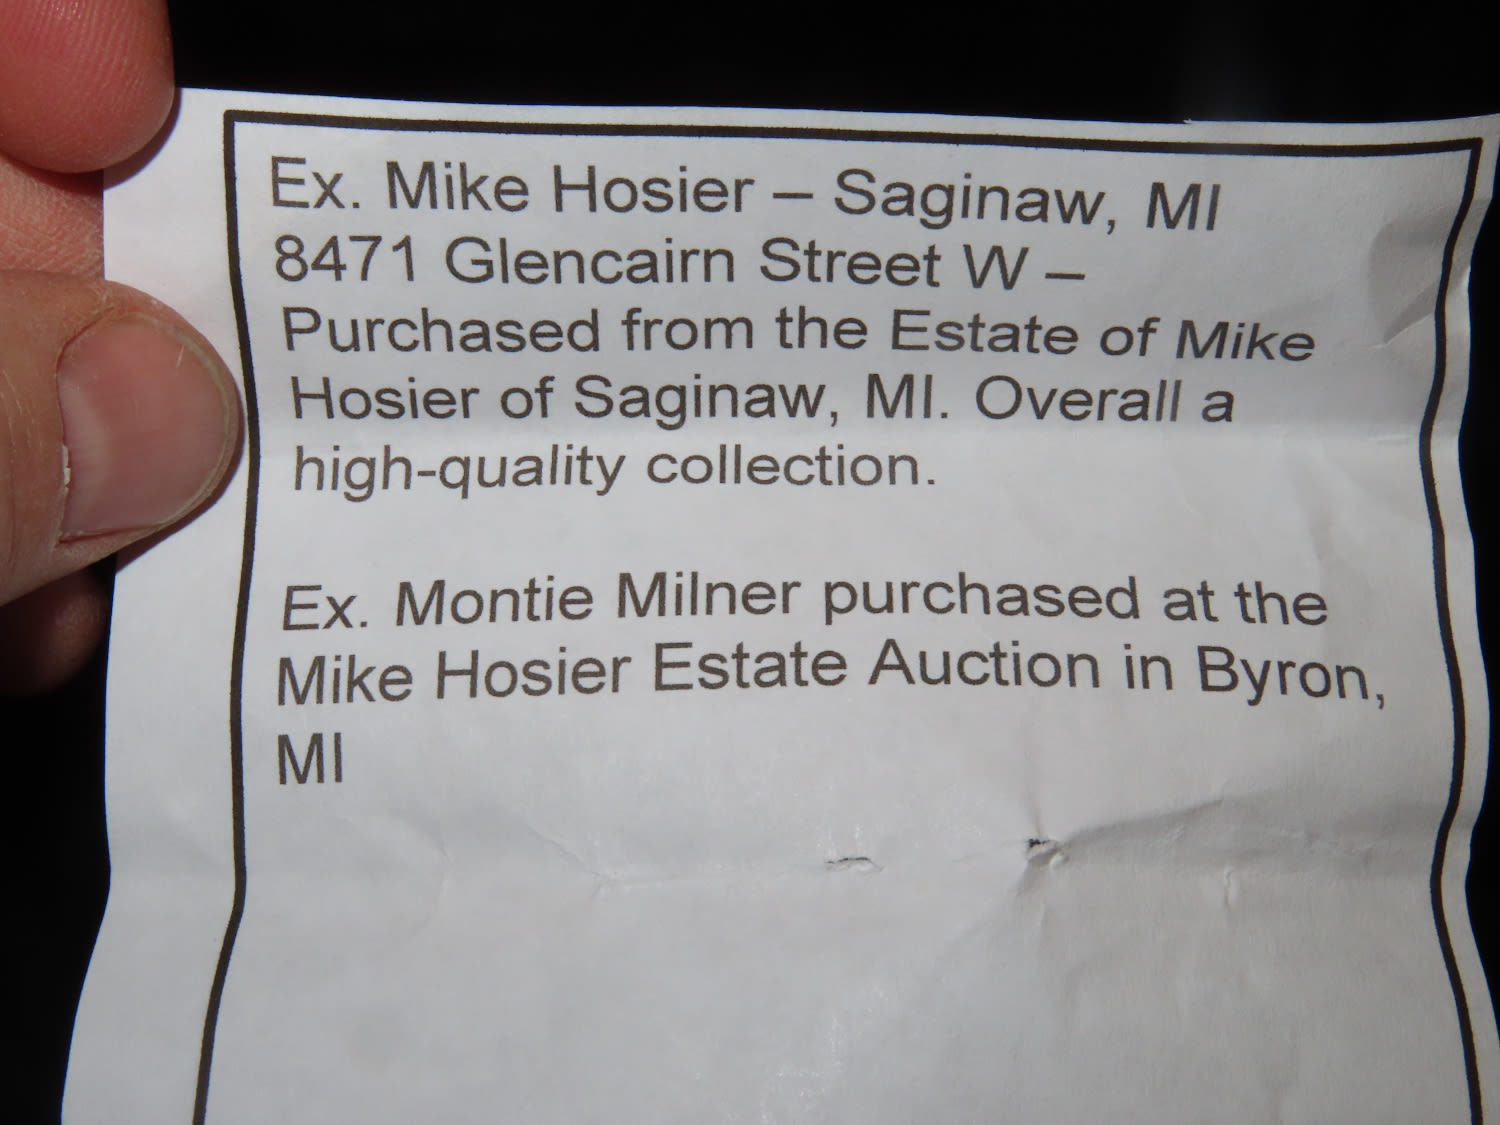 Ex. Mike Hosier – Saginaw, MI
8471 Glencairn Street W –
Purchased from the Estate of Mike
Hosier of Saginaw, MI. Overall a
high-quality collection.
Ex. Montie Milner purchased at the
Mike Hosier Estate Auction in Byron,
MI